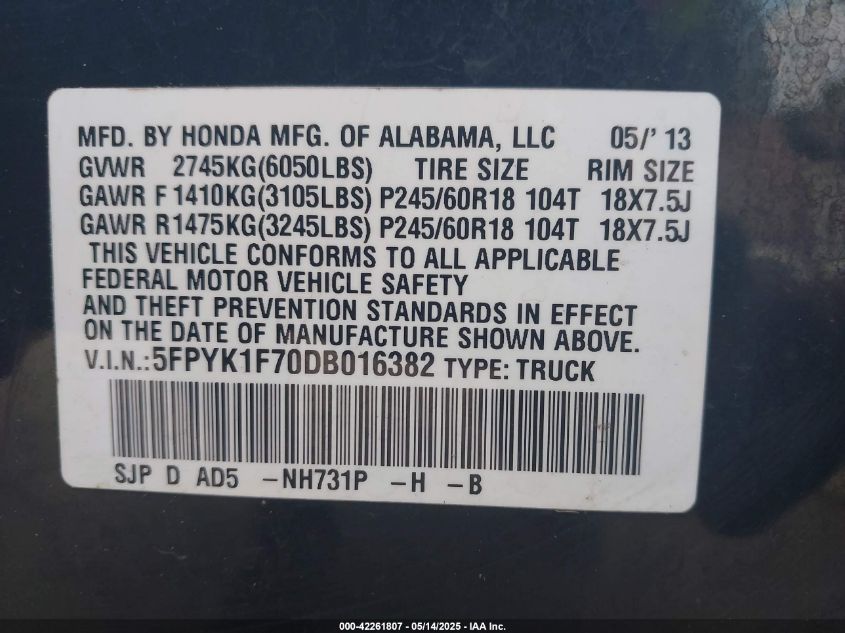 MFD. BY HONDA MFG. OF ALABAMA, LLC 05/' 13
GVWR 2745KG(6050LBS) TIRE SIZE RIM SIZE
GAWR F 1410KG(3105LBS) P245/60R18 104T 18X7.5J
GAWR R1475KG(3245LBS) P245/60R18 104T 18X7.5J
THIS VEHICLE CONFORMS TO ALL APPLICABLE
FEDERAL MOTOR VEHICLE SAFETY
AND THEFT PREVENTION STANDARDS IN EFFECT
ON THE DATE OF MANUFACTURE SHOWN ABOVE.
V.I.N.:5FPYK1F70DB016382 TYPE: TRUCK
SJP D AD5 -NH731P -H -B
000-42261807 - 05/14/2025 - IAA Inc.